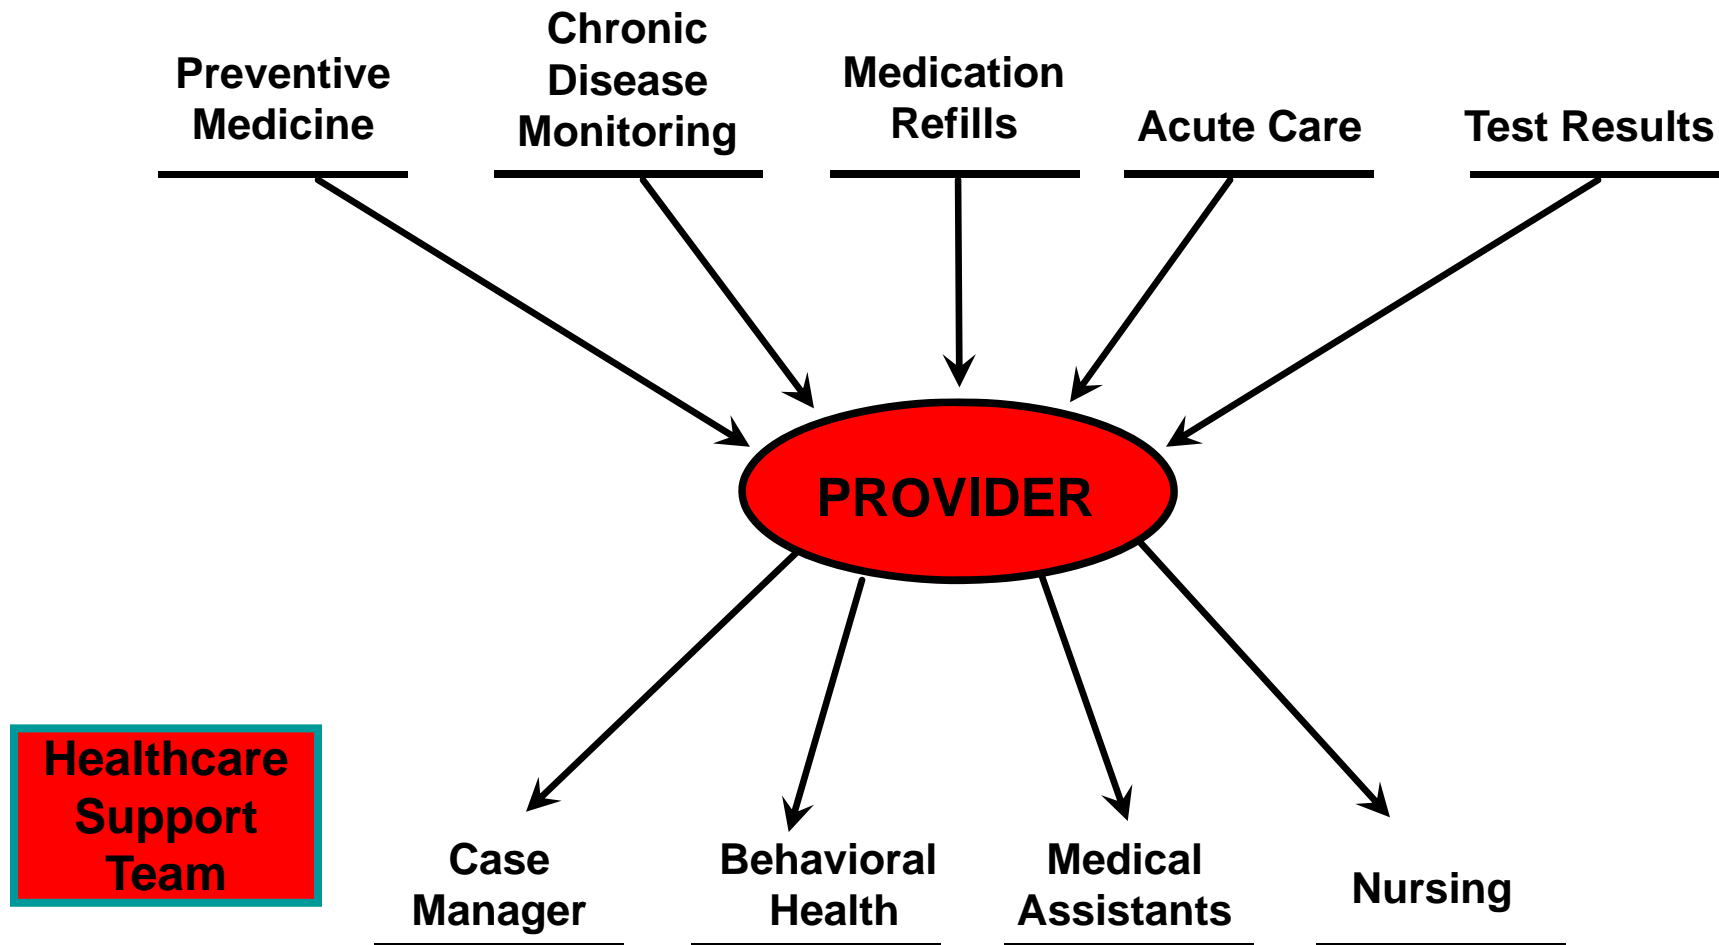 Preventive
Medicine
Chronic
Disease
Monitoring
Medication
Refills
Acute Care
Test Results
PROVIDER
Healthcare
Support
Team
Case
Manager
Behavioral
Health
Medical
Assistants
Nursing